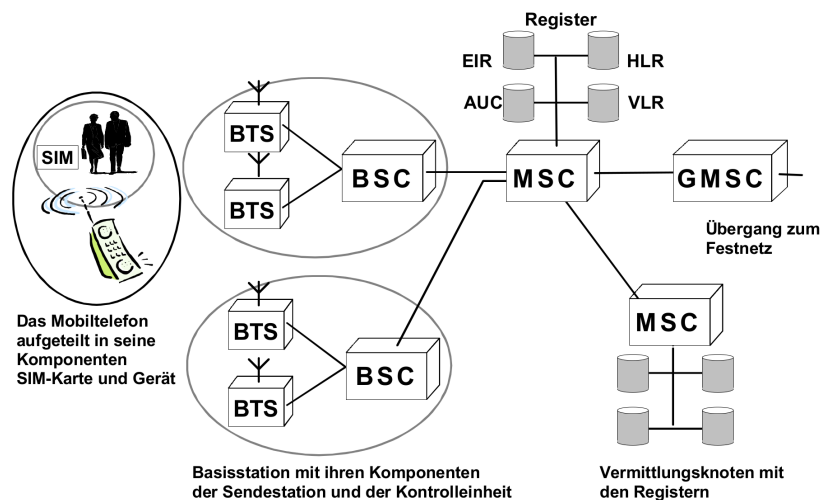 Register
EIR
HLR
AUC
VLR
SIM
BTS
BTS
BSC
MSC
GMSC
Übergang zum
Festnetz
Das Mobiltelefon
aufgeteilt in seine
Komponenten
SIM-Karte und Gerät
BTS
BTS
BSC
MSC
Basisstation mit ihren Komponenten
der Sendestation und der Kontrolleinheit
Vermittlungsknoten mit
den Registern